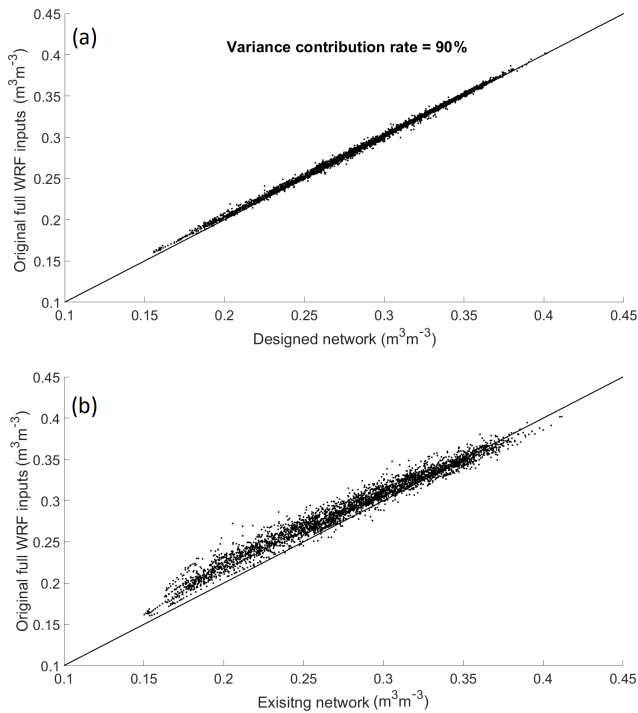 (a)
Variance contribution rate = 90%
Original full WRF inputs (m³m⁻³)
0.45
0.4
0.35
0.3
0.25
0.2
0.15
0.1
0.1 0.15 0.2 0.25 0.3 0.35 0.4 0.45
Designed network (m³m⁻³)
(b)
Original full WRF inputs (m³m⁻³)
0.45
0.4
0.35
0.3
0.25
0.2
0.15
0.1
0.1 0.15 0.2 0.25 0.3 0.35 0.4 0.45
Exisitng network (m³m⁻³)